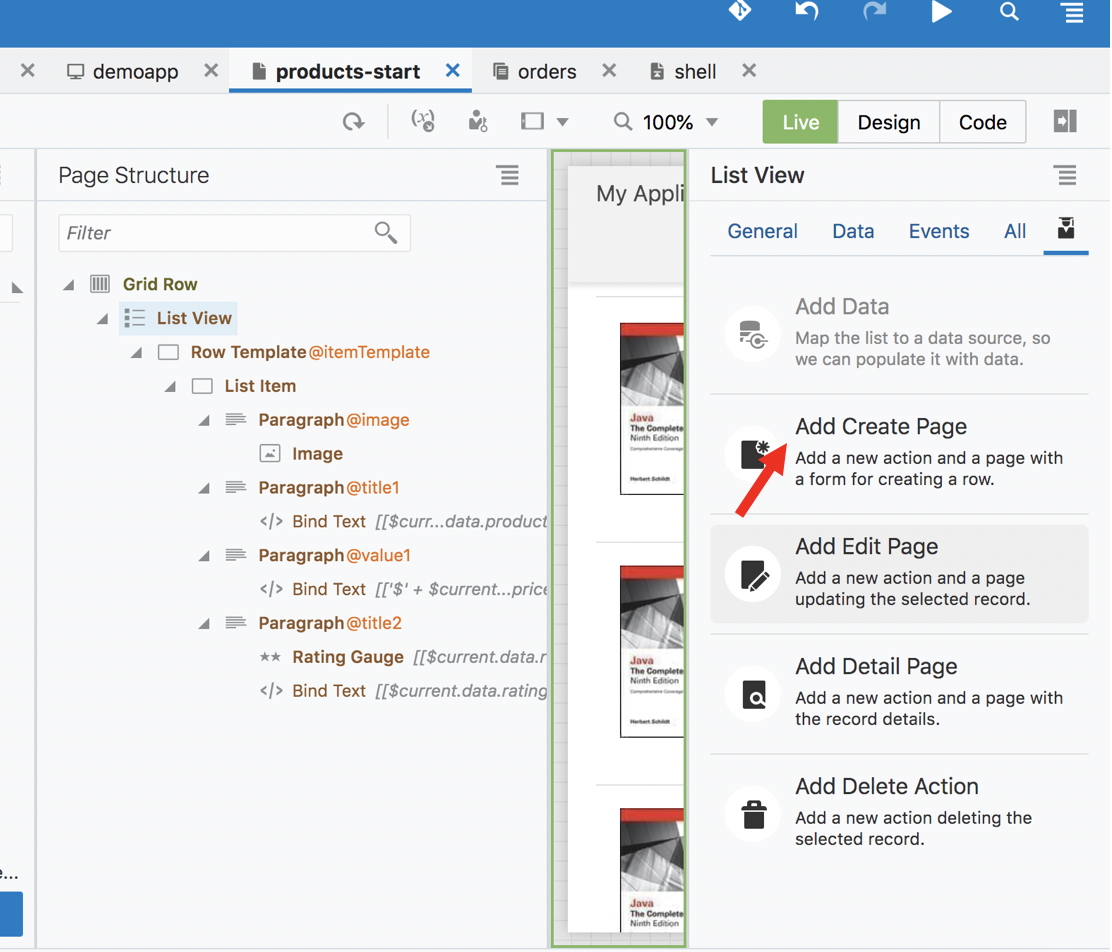 demoapp
products-start
orders
shell
100%
Live
Design
Code
Page Structure
Filter
Grid Row
List View
Row Template@itemTemplate
List Item
Paragraph@image
Image
Paragraph@title1
Bind Text [[$curr...data.product
Paragraph@value1
Bind Text [['$' + $current...price
Paragraph@title2
Rating Gauge [[$current.data.r
Bind Text [[$current.data.rating
e...
My Appli
Java
The Complete
Ninth Edition
Comprehensive Coverage
Herbert Schildt
Java
The Complete
Ninth Edition
Comprehensive Coverage
Herbert Schildt
Java
The Complete
Ninth Edition
List View
General
Data
Events
All
Add Data
Map the list to a data source, so
we can populate it with data.
Add Create Page
Add a new action and a page with
a form for creating a row.
Add Edit Page
Add a new action and a page
updating the selected record.
Add Detail Page
Add a new action and a page with
the record details.
Add Delete Action
Add a new action deleting the
selected record.